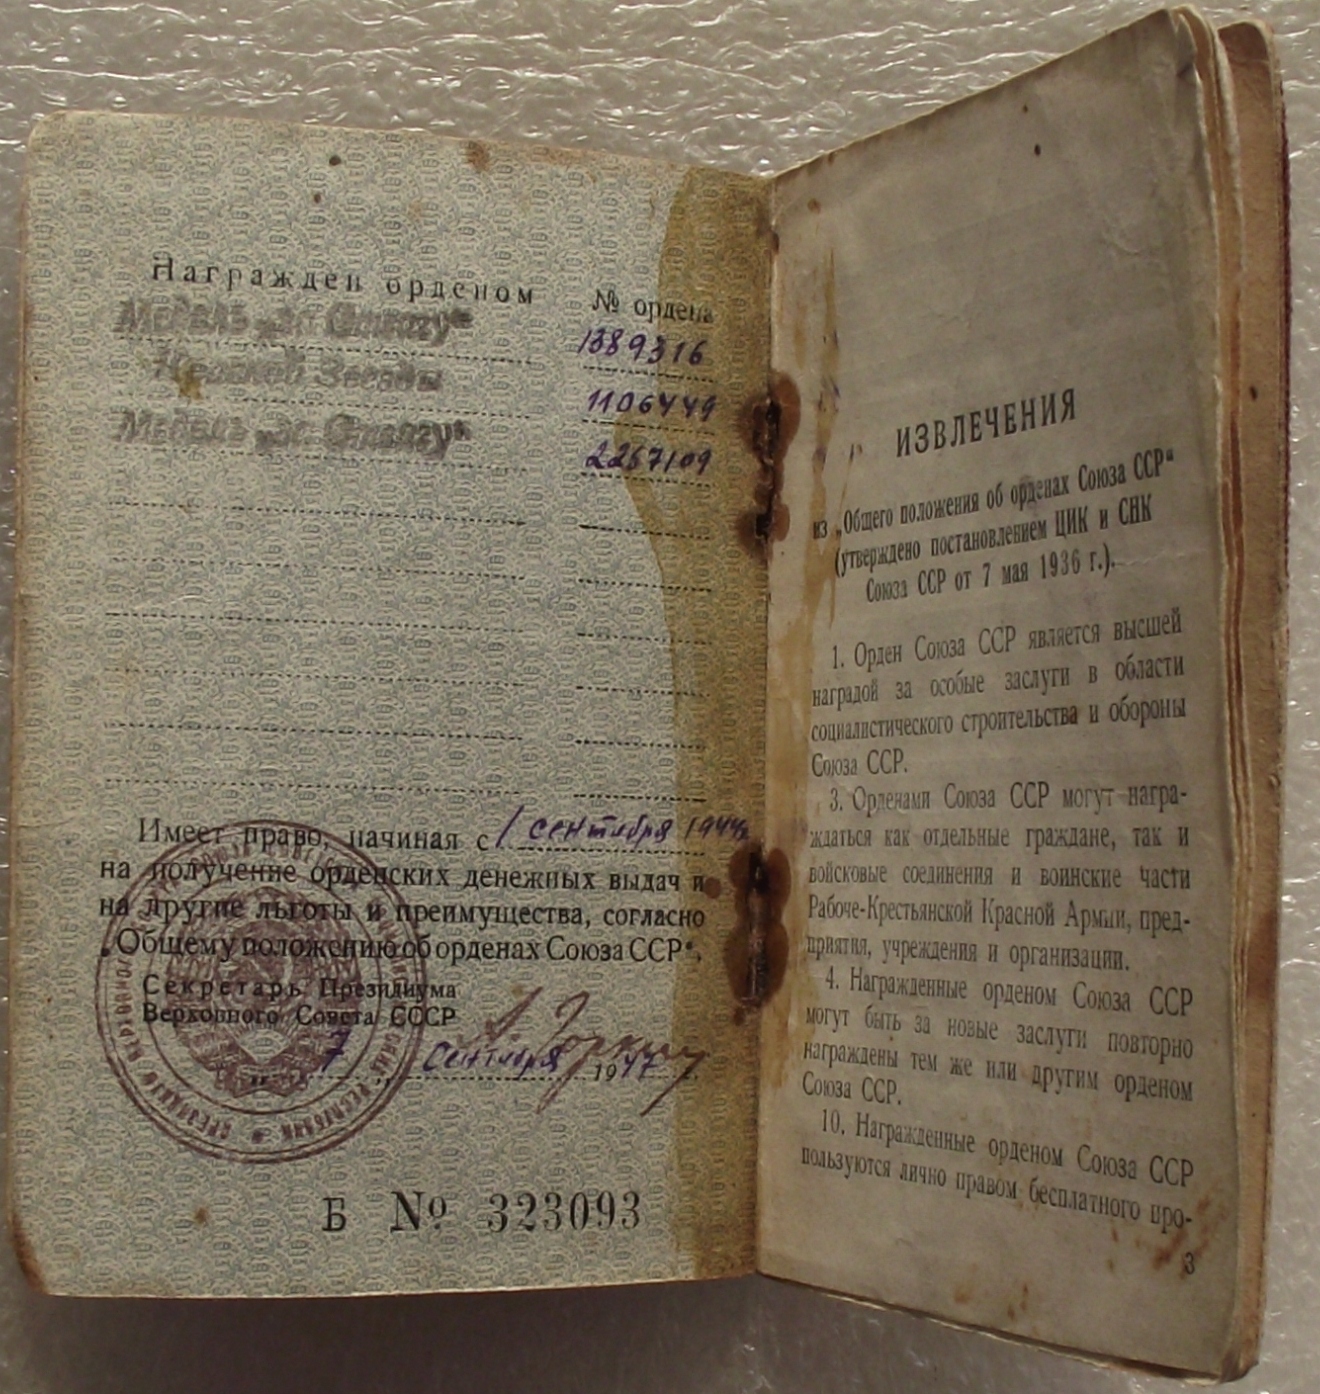 Награжден орденом
№ ордена
Медаль „За Отвагу“
1389316
Красной Звезды
1106449
Медаль „За Отвагу“
2267109
Имеет право, начиная с 1 сентября 1944г
на получение орденских денежных выдач и
на другие льготы и преимущества, согласно
„Общему положению об орденах Союза ССР“.
Секретарь Президиума
Верховного Совета СССР
7 сентября 1947
Б № 323093
ИЗВЛЕЧЕНИЯ
из „Общего положения об орденах Союза ССР“
(утверждено постановлением ЦИК и СНК
Союза ССР от 7 мая 1936 г.).
1. Орден Союза ССР является высшей
наградой за особые заслуги в области
социалистического строительства и обороны
Союза ССР.
3. Орденами Союза ССР могут награ-
ждаться как отдельные граждане, так и
войсковые соединения и воинские части
Рабоче-Крестьянской Красной Армии, пред-
приятия, учреждения и организации.
4. Награжденные орденом Союза ССР
могут быть за новые заслуги повторно
награждены тем же или другим орденом
Союза ССР.
10. Награжденные орденом Союза ССР
пользуются лично правом бесплатного про-
3